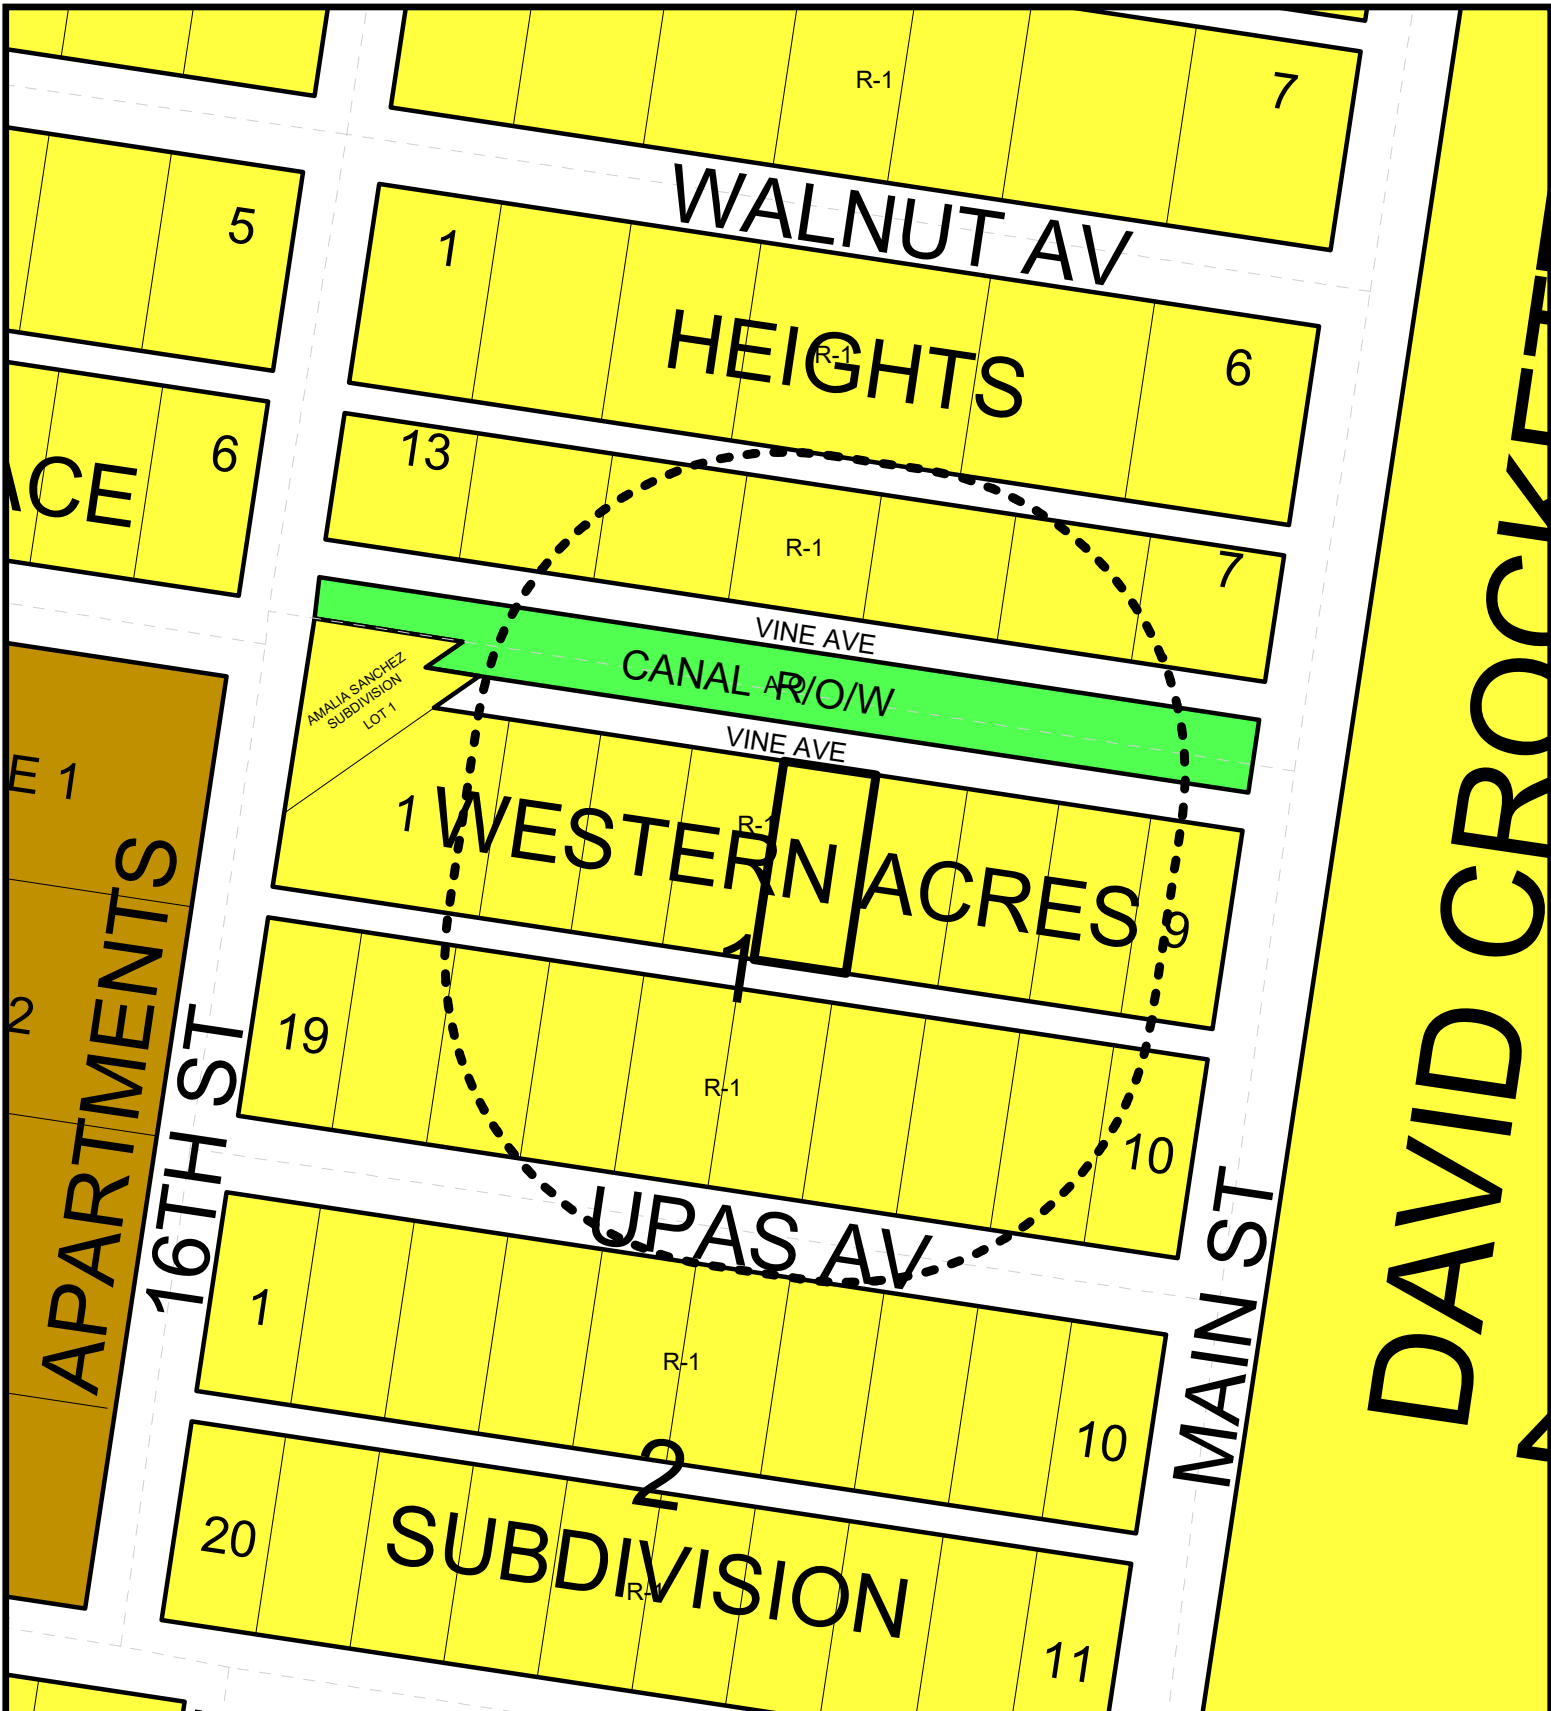 R-1
7
WALNUT AV
5
1
HEIGHTS
R-1
6
13
6
ACE
R-1
7
VINE AVE
CANAL R/O/W
VINE AVE
AMALIA SANCHEZ
SUBDIVISION
LOT 1
E 1
1
WESTERN ACRES
R-1
9
1
2
APARTMENTS
16TH ST
19
R-1
10
UPAS AV
MAIN ST
DAVID CROCKET
1
R-1
10
2
20
SUBDIVISION
R-1
11